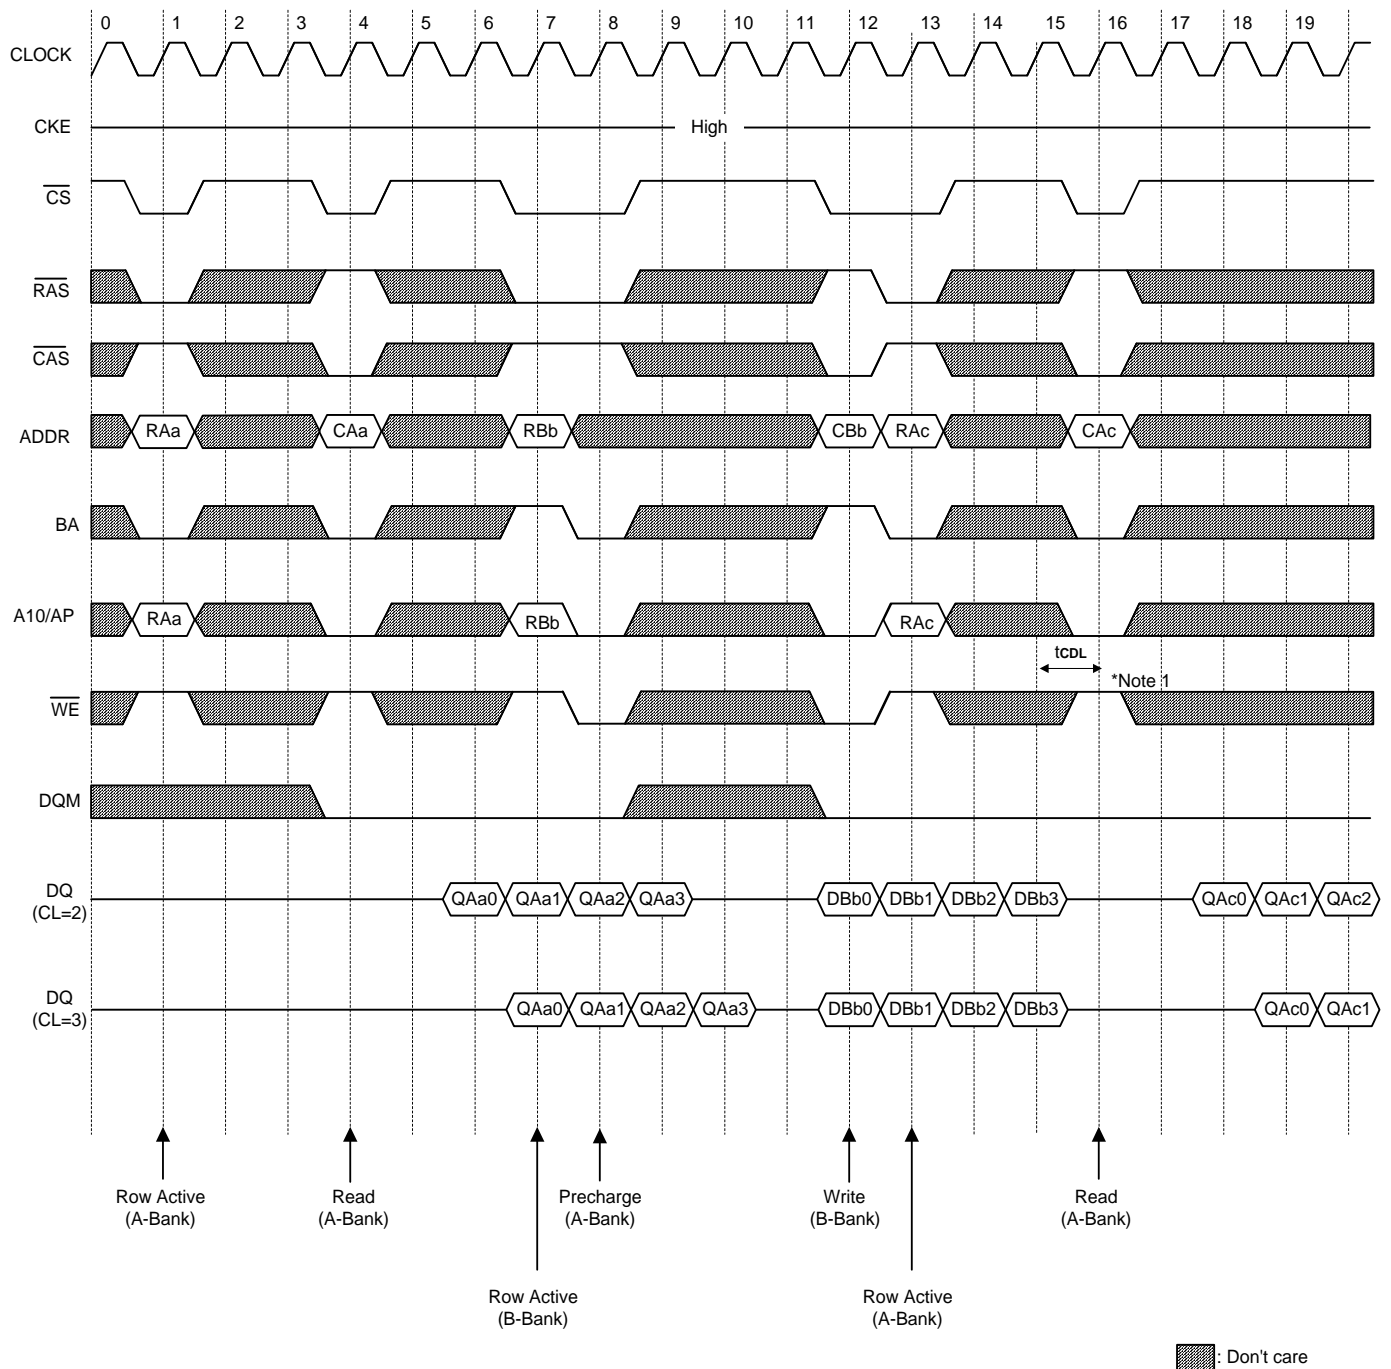 0 1 2 3 4 5 6 7 8 9 10 11 12 13 14 15 16 17 18 19
CLOCK
CKE High
CS
RAS
CAS
ADDR RAa CAa RBb CBb RAc CAc
BA
A10/AP RAa RBb RAc
tCDL
*Note 1
WE
DQM
DQ
(CL=2)
QAa0 QAa1 QAa2 QAa3 DBb0 DBb1 DBb2 DBb3 QAc0 QAc1 QAc2
DQ
(CL=3)
QAa0 QAa1 QAa2 QAa3 DBb0 DBb1 DBb2 DBb3 QAc0 QAc1
Row Active
(A-Bank)
Read
(A-Bank)
Precharge
(A-Bank)
Write
(B-Bank)
Read
(A-Bank)
Row Active
(B-Bank)
Row Active
(A-Bank)
: Don't care